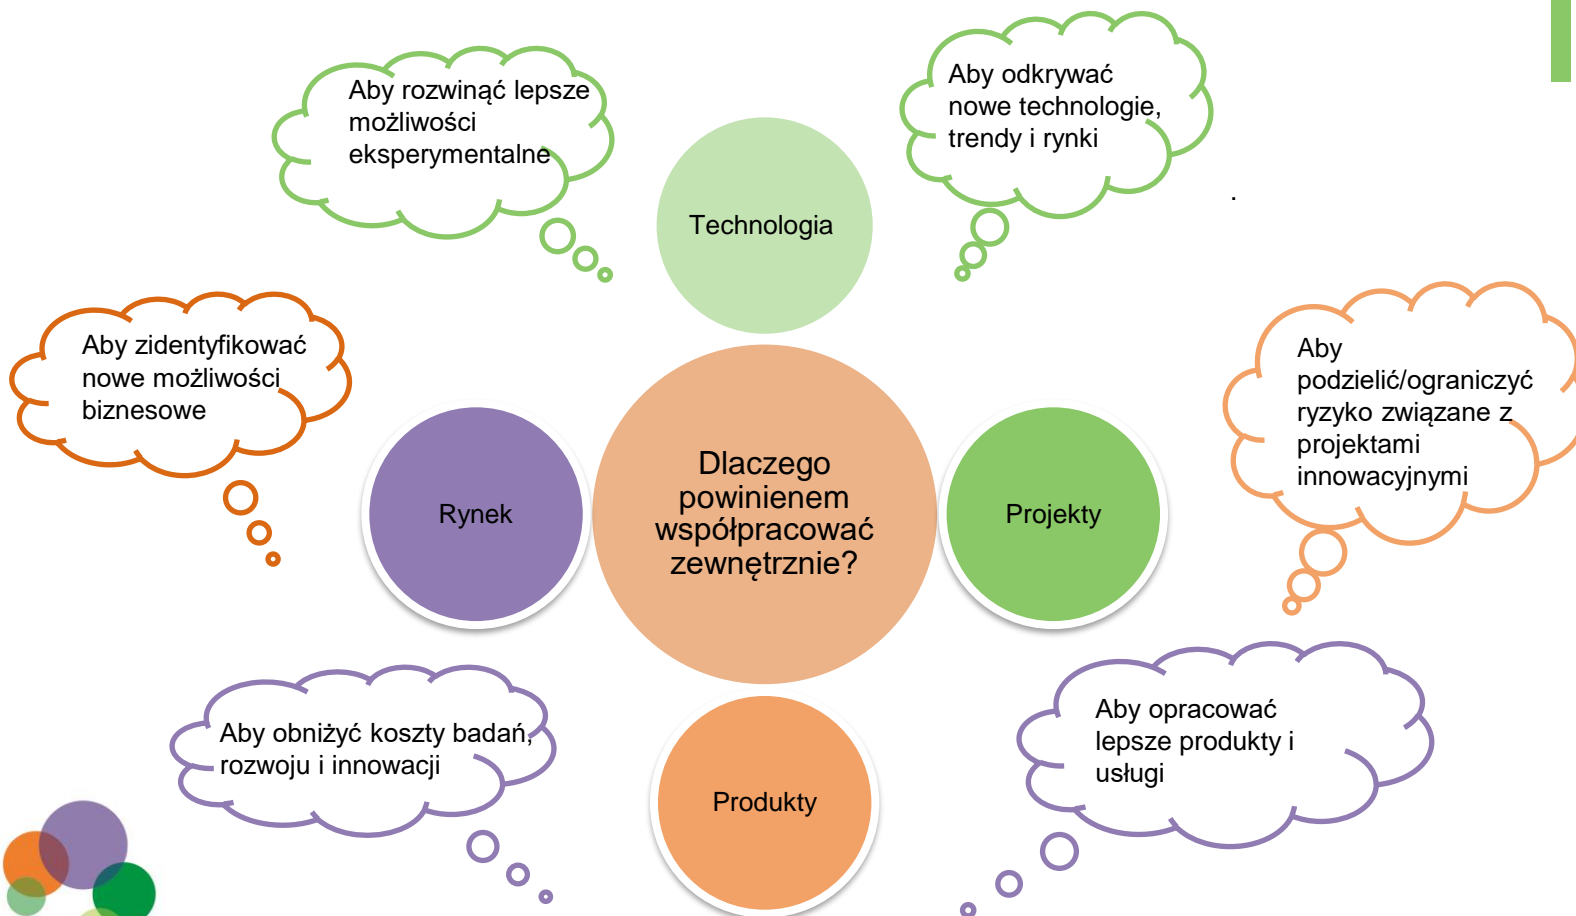 Aby rozwinąć lepsze
możliwości
eksperymentalne
Aby odkrywać
nowe technologie,
trendy i rynki
.
Technologia
Aby zidentyfikować
nowe możliwości
biznesowe
Aby
podzielić/ograniczyć
ryzyko związane z
projektami
innowacyjnymi
Rynek
Dlaczego
powinienem
współpracować
zewnętrznie?
Projekty
Aby obniżyć koszty badań,
rozwoju i innowacji
Produkty
Aby opracować
lepsze produkty i
usługi